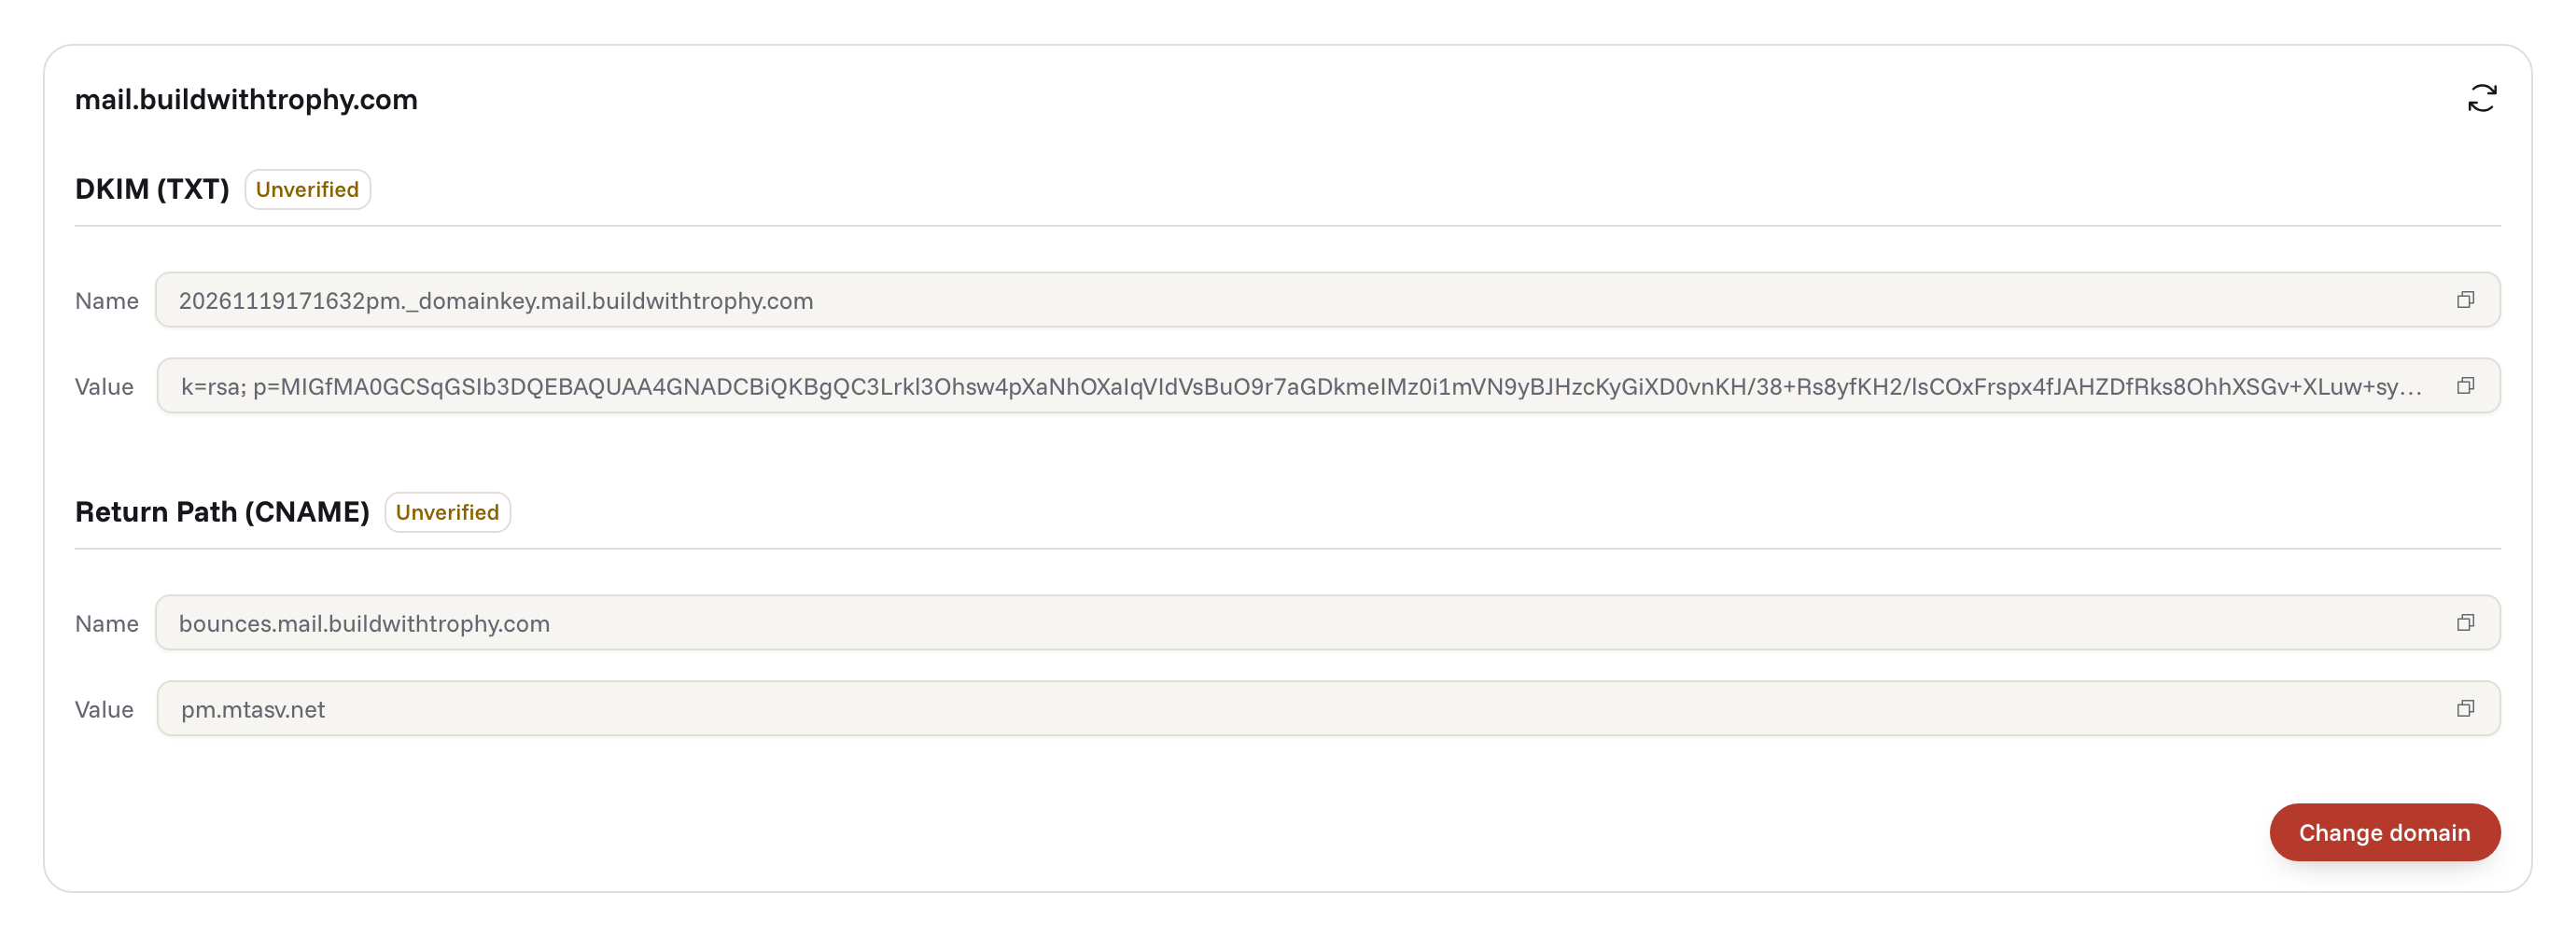 mail.buildwithtrophy.com
DKIM (TXT) Unverified
Name 20261119171632pm._domainkey.mail.buildwithtrophy.com
Value k=rsa; p=MIGfMA0GCSqGSIb3DQEBAQUAA4GNADCBiQKBgQC3Lrkl3Ohsw4pXaNhOXaIqVIdVsBuO9r7aGDkmeIMz0i1mVN9yBJHzcKyGiXD0vnKH/38+Rs8yfKH2/lsCOxFrspx4fJAHZDfRks8OhhXSGv+XLuw+sy...
Return Path (CNAME) Unverified
Name bounces.mail.buildwithtrophy.com
Value pm.mtasv.net
Change domain